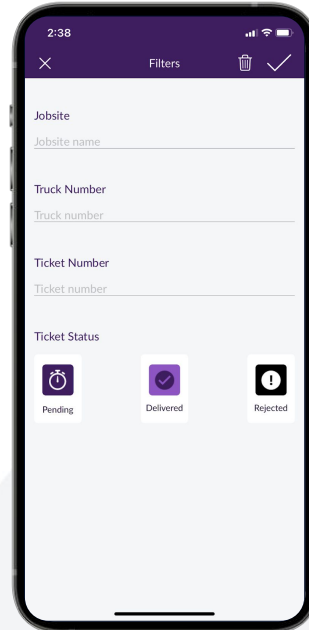 2:38
Filters
Jobsite
Jobsite name
Truck Number
Truck number
Ticket Number
Ticket number
Ticket Status
Pending Delivered Rejected